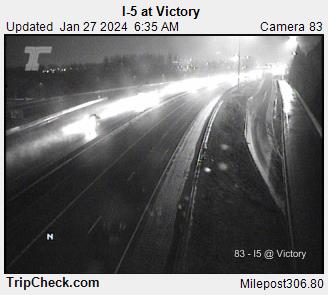 I-5 at Victory
Updated Jan 27 2024 6:35 AM Camera 83
T
N
83 - I5 @ Victory
TripCheck.com Milepost306.80